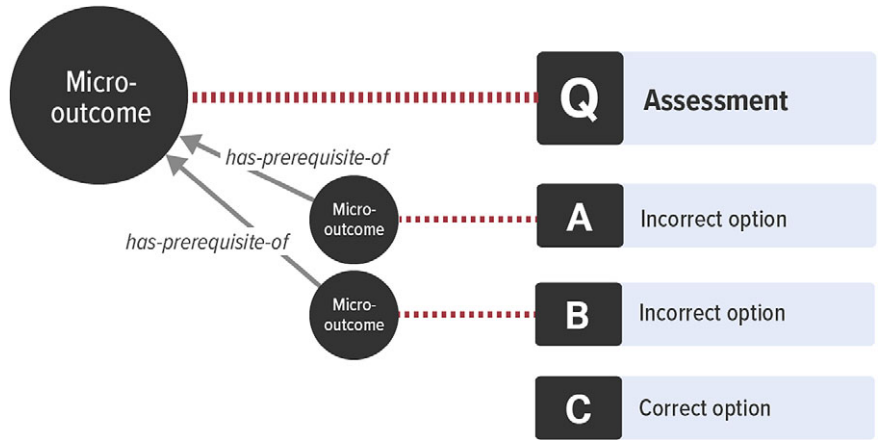 Micro-
outcome
Q
Assessment
has-prerequisite-of
Micro-
outcome
A
Incorrect option
has-prerequisite-of
Micro-
outcome
B
Incorrect option
C
Correct option